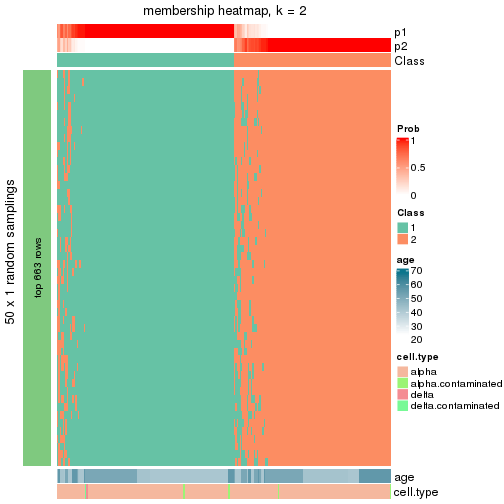 membership heatmap, k = 2
p1
p2
Class
50 x 1 random samplings
top 663 rows
age
cell.type
Prob
1
0.5
0
Class
1
2
age
70
60
50
40
30
20
cell.type
alpha
alpha.contaminated
delta
delta.contaminated